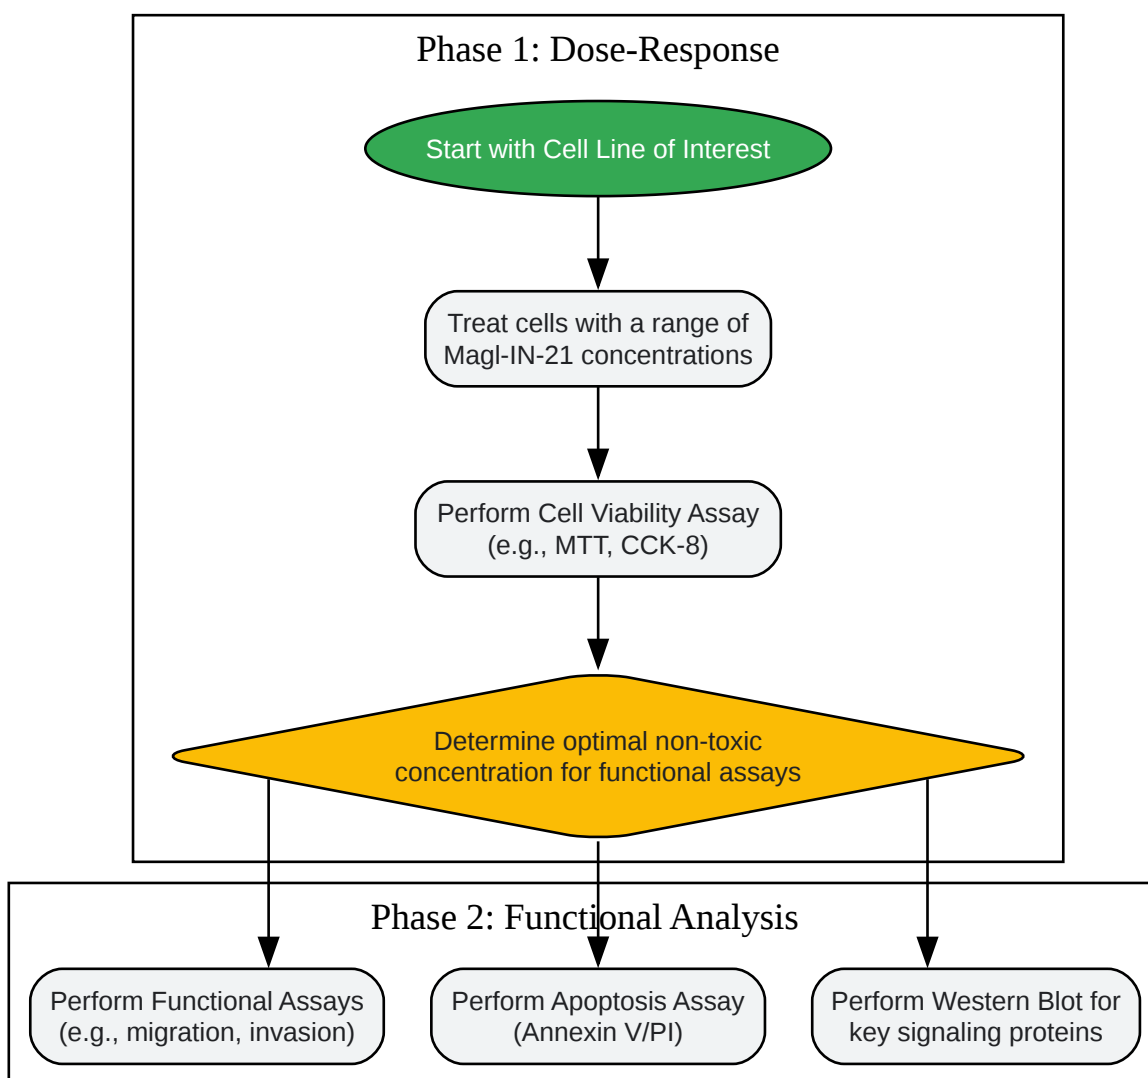 Phase 1: Dose-Response
Start with Cell Line of Interest
Treat cells with a range of
Magl-IN-21 concentrations
Perform Cell Viability Assay
(e.g., MTT, CCK-8)
Determine optimal non-toxic
concentration for functional assays
Phase 2: Functional Analysis
Perform Functional Assays
(e.g., migration, invasion)
Perform Apoptosis Assay
(Annexin V/PI)
Perform Western Blot for
key signaling proteins